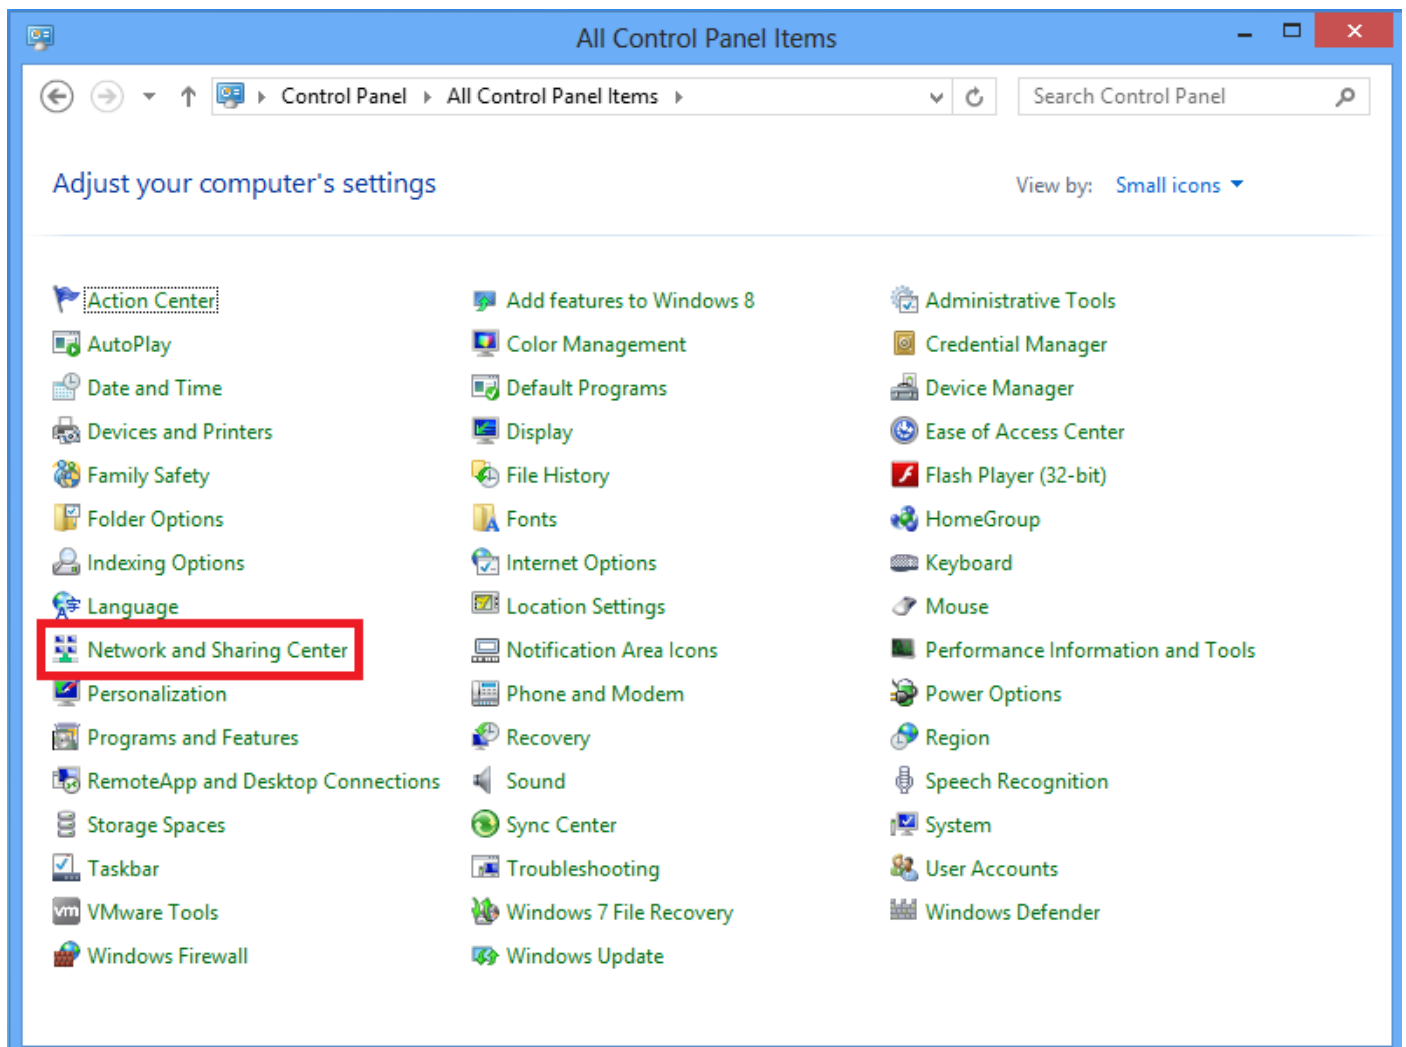 All Control Panel Items
Control Panel All Control Panel Items Search Control Panel
Adjust your computer's settings View by: Small icons
Action Center Add features to Windows 8 Administrative Tools
AutoPlay Color Management Credential Manager
Date and Time Default Programs Device Manager
Devices and Printers Display Ease of Access Center
Family Safety File History Flash Player (32-bit)
Folder Options Fonts HomeGroup
Indexing Options Internet Options Keyboard
Language Location Settings Mouse
Network and Sharing Center Notification Area Icons Performance Information and Tools
Personalization Phone and Modem Power Options
Programs and Features Recovery Region
RemoteApp and Desktop Connections Sound Speech Recognition
Storage Spaces Sync Center System
Taskbar Troubleshooting User Accounts
vm VMware Tools Windows 7 File Recovery Windows Defender
Windows Firewall Windows Update